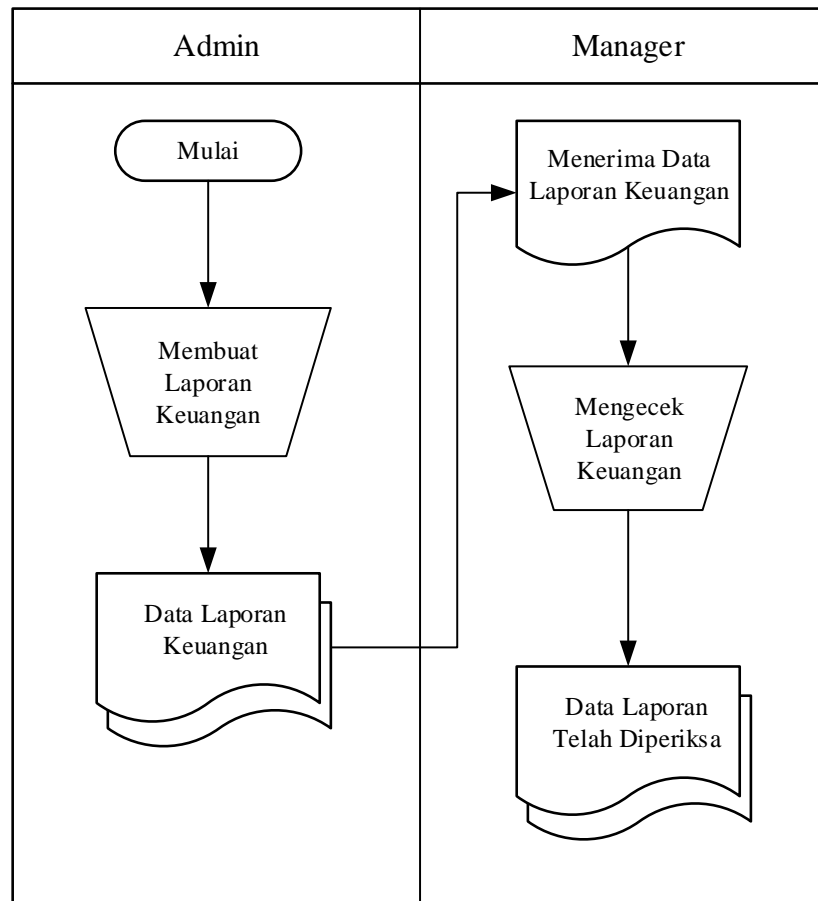 Admin
Manager
Mulai
Membuat
Laporan
Keuangan
Data Laporan
Keuangan
Menerima Data
Laporan Keuangan
Mengecek
Laporan
Keuangan
Data Laporan
Telah Diperiksa